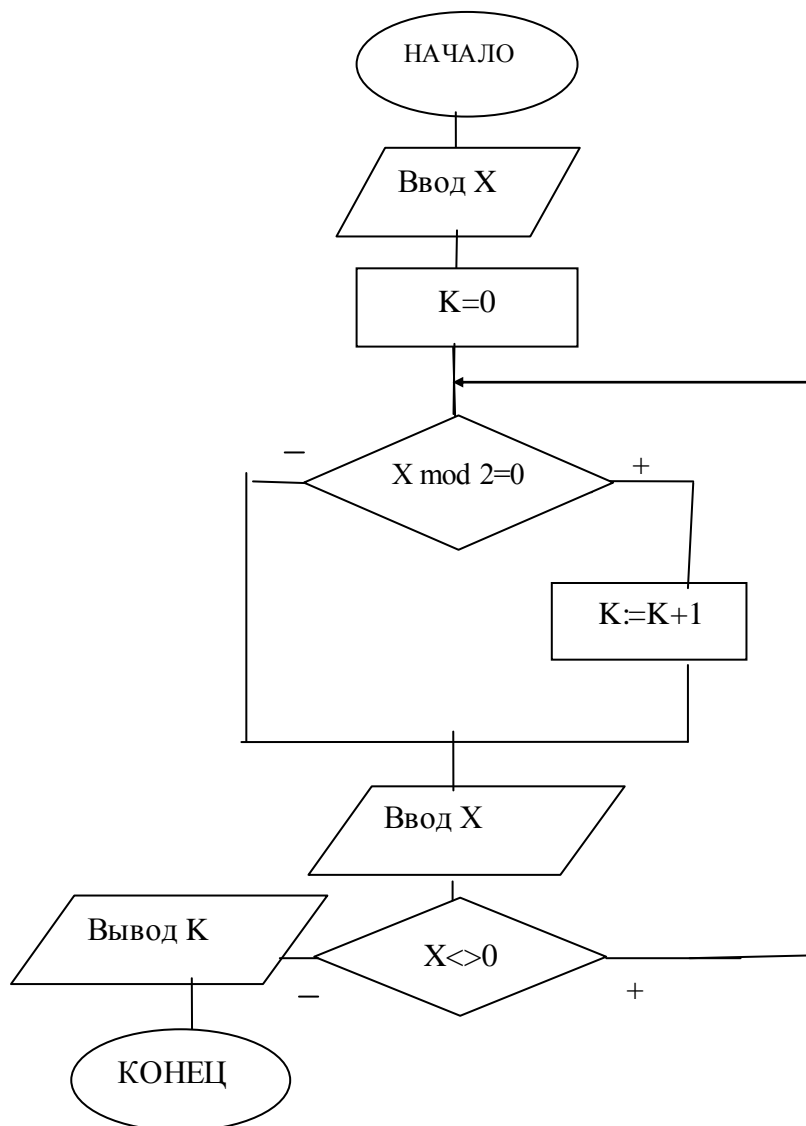 НАЧАЛО
Ввод X
K=0
–
X mod 2=0
+
K:=K+1
Ввод X
Вывод K
X<>0
–
+
КОНЕЦ